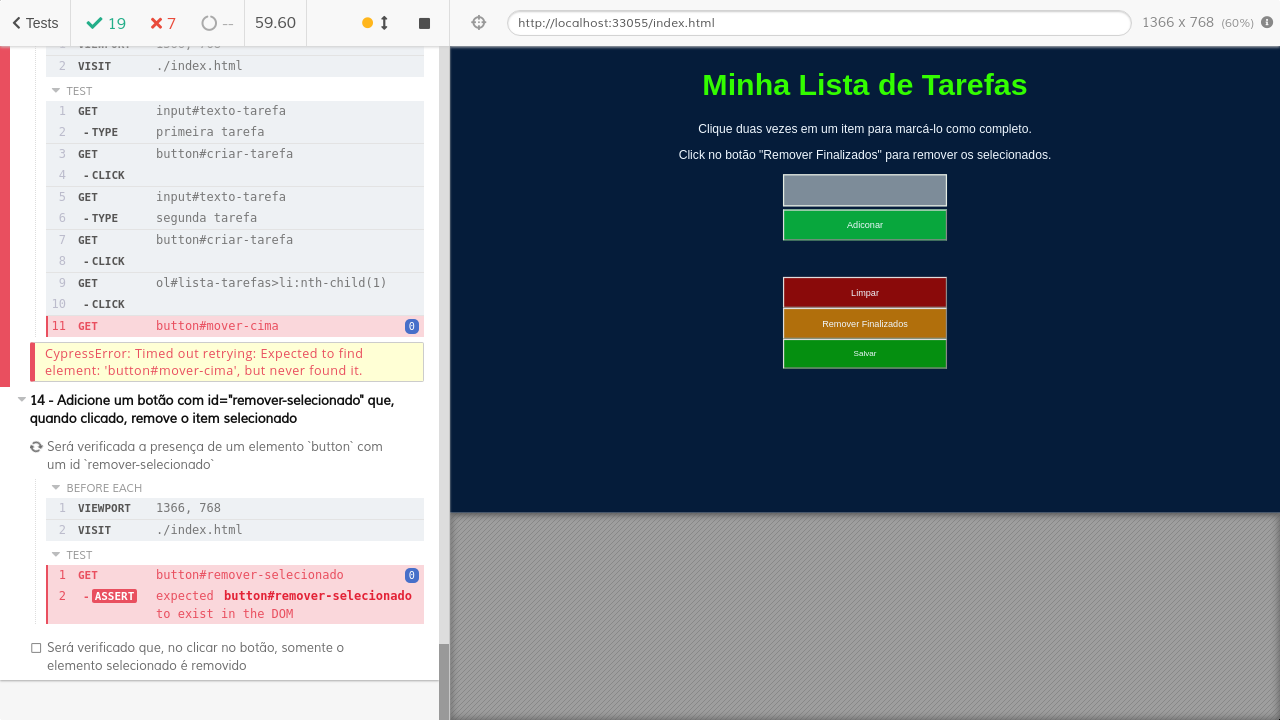 Tests
19
7
--
59.60
http://localhost:33055/index.html
1366 x 768 (60%)
1 VIEWPORT 1366, 768
2 VISIT ./index.html
TEST
1 GET input#texto-tarefa
2 -TYPE primeira tarefa
3 GET button#criar-tarefa
4 -CLICK
5 GET input#texto-tarefa
6 -TYPE segunda tarefa
7 GET button#criar-tarefa
8 -CLICK
9 GET ol#lista-tarefas>li:nth-child(1)
10 -CLICK
11 GET button#mover-cima 0
CypressError: Timed out retrying: Expected to find
element: 'button#mover-cima', but never found it.
14 - Adicione um botão com id="remover-selecionado" que,
quando clicado, remove o item selecionado
Será verificada a presença de um elemento `button` com
um id `remover-selecionado`
BEFORE EACH
1 VIEWPORT 1366, 768
2 VISIT ./index.html
TEST
1 GET button#remover-selecionado 0
2 -ASSERT expected button#remover-selecionado
to exist in the DOM
Será verificado que, no clicar no botão, somente o
elemento selecionado é removido
Minha Lista de Tarefas
Clique duas vezes em um item para marcá-lo como completo.
Click no botão "Remover Finalizados" para remover os selecionados.
Adiconar
Limpar
Remover Finalizados
Salvar